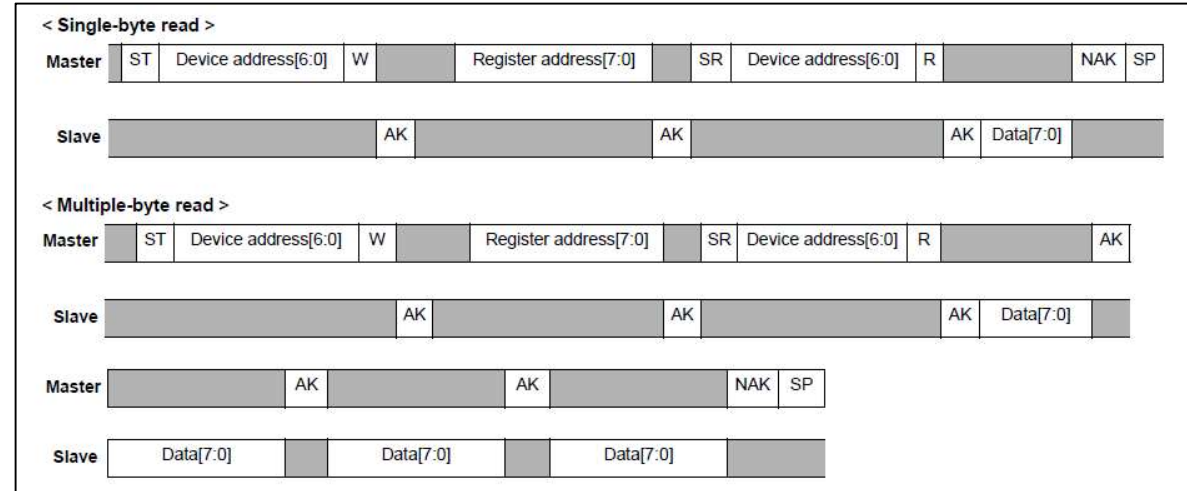 < Single-byte read >
Master ST Device address[6:0] W Register address[7:0] SR Device address[6:0] R NAK SP
Slave AK AK AK Data[7:0]
< Multiple-byte read >
Master ST Device address[6:0] W Register address[7:0] SR Device address[6:0] R AK
Slave AK AK AK Data[7:0]
Master AK AK NAK SP
Slave Data[7:0] Data[7:0] Data[7:0]